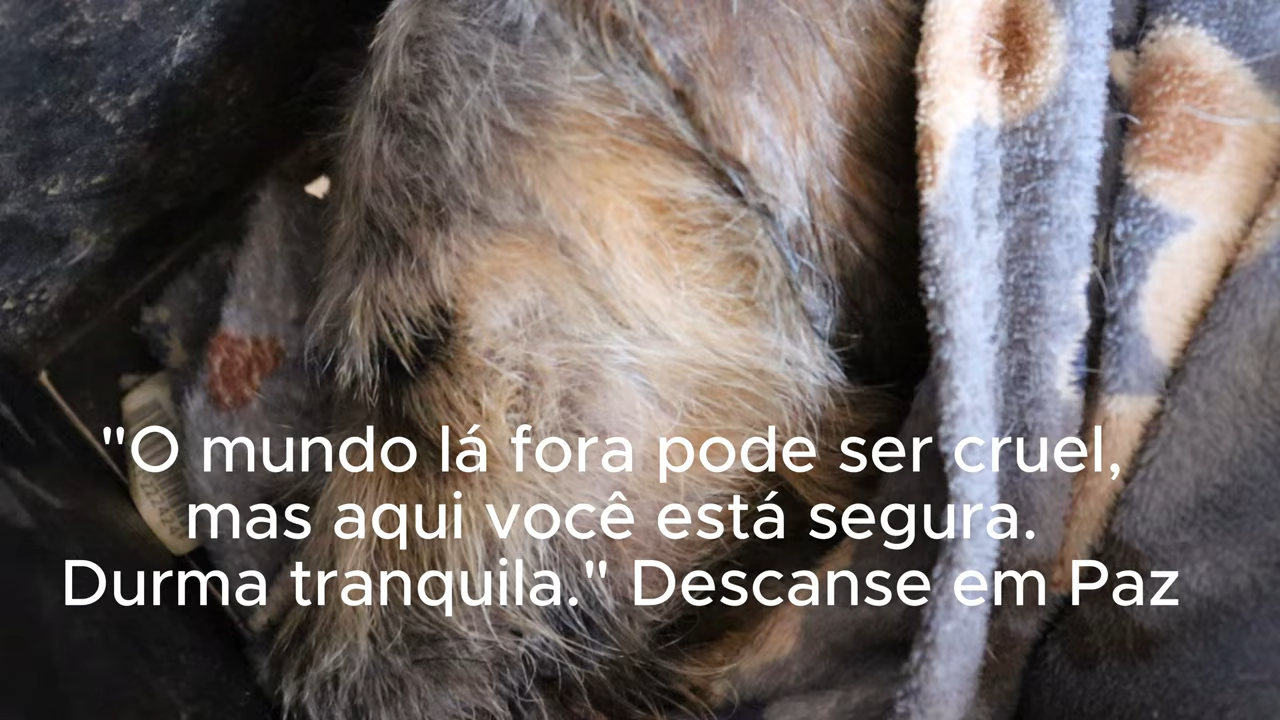 "O mundo lá fora pode ser cruel,
mas aqui você está segura.
Durma tranquila." Descanse em Paz